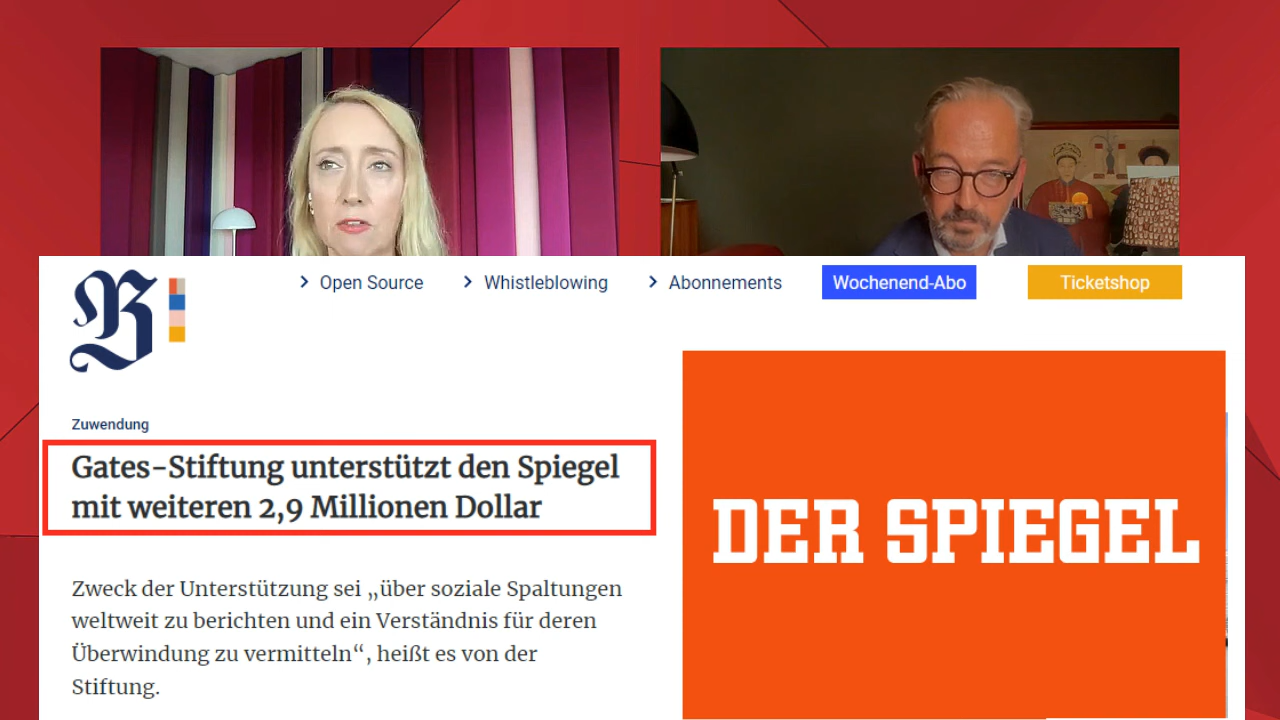 B
Open Source
Whistleblowing
Abonnements
Wochenend-Abo
Ticketshop
Zuwendung
Gates-Stiftung unterstützt den Spiegel
mit weiteren 2,9 Millionen Dollar
Zweck der Unterstützung sei „über soziale Spaltungen
weltweit zu berichten und ein Verständnis für deren
Überwindung zu vermitteln“, heißt es von der
Stiftung.
DER SPIEGEL